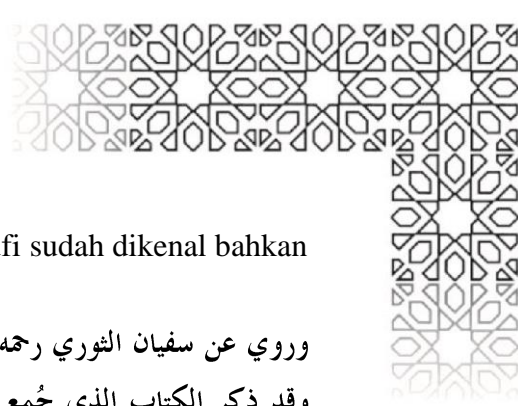 fi sudah dikenal bahkan
وروي عن سفيان الثوري رحمه
وقد ذكر الكتاب الذي جُمع